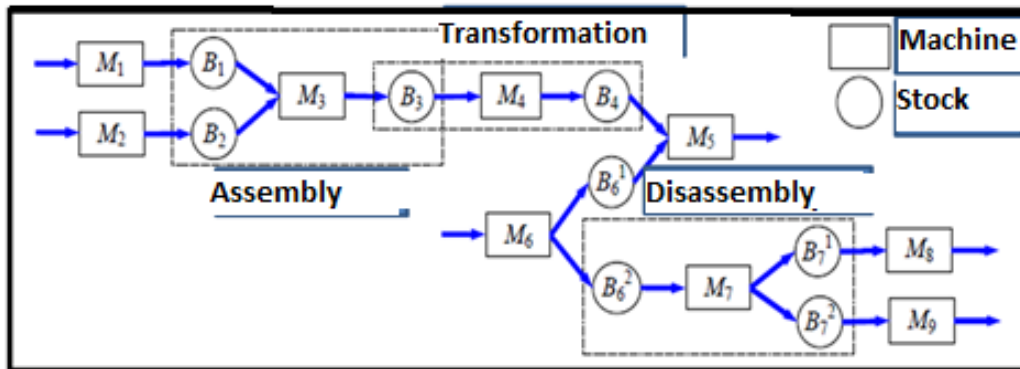 Transformation
Machine
Stock
M1 B1 M3 B3 M4 B4 M5
M2 B2
Assembly
B6^1
Disassembly
M6
B6^2 M7 B7^1 M8
B7^2 M9